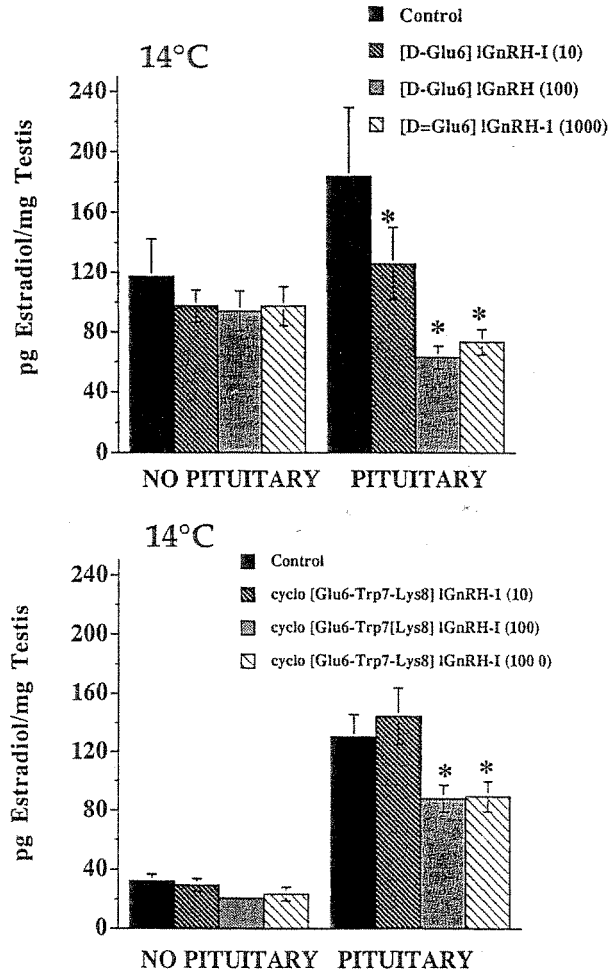 Control
14°C
[D-Glu6] lGnRH-I (10)
[D-Glu6] lGnRH (100)
[D=Glu6] lGnRH-1 (1000)
240
200
160
120
80
40
0
pg Estradiol/mg Testis
*
*
*
NO PITUITARY
PITUITARY
14°C
Control
cyclo [Glu6-Trp7-Lys8] lGnRH-1 (10)
cyclo [Glu6-Trp7[Lys8] lGnRH-I (100)
cyclo [Glu6-Trp7-Lys8] lGnRH-I (100 0)
240
200
160
120
80
40
0
pg Estradiol/mg Testis
*
*
NO PITUITARY
PITUITARY